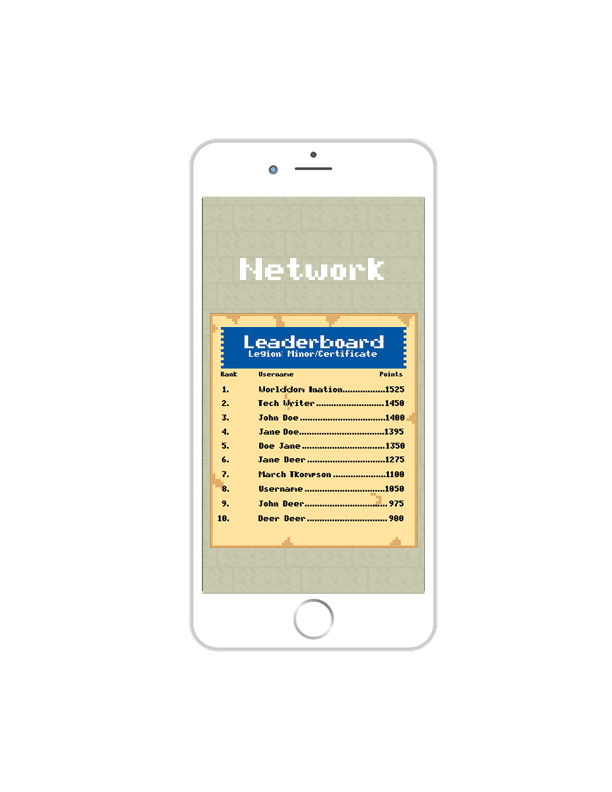 Network
Leaderboard
Legion: Minor/Certificate
Rank Username Points
1. Worlddom Ination.................1525
2. Tech Writer ...........................1450
3. John Doe..................................1400
4. Jane Doe..................................1395
5. Doe Jane .................................1350
6. Jane Deer ...............................1275
7. March Tkompson .....................1100
8. Username ................................1050
9. John Deer................................. 975
10. Deer Deer ................................ 900